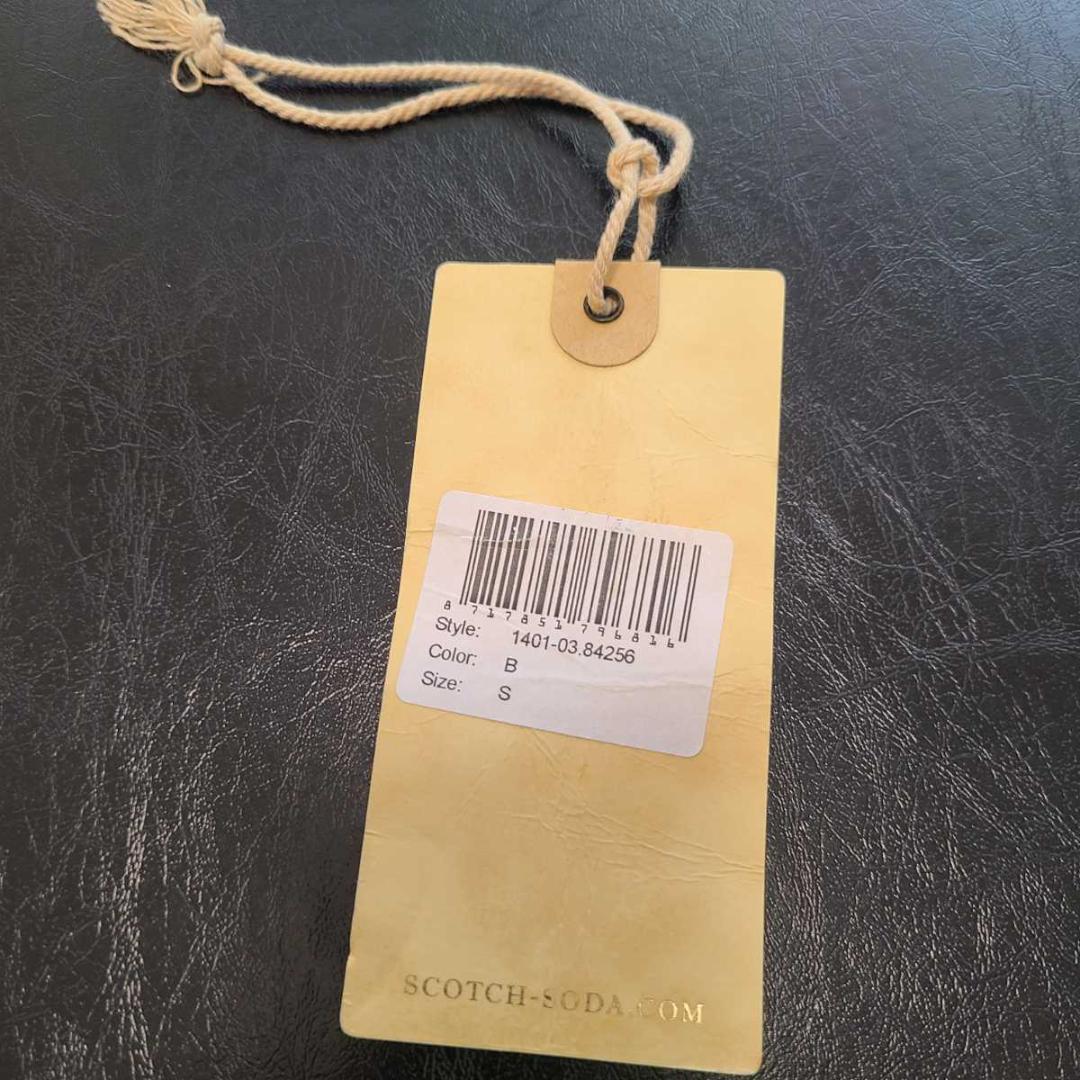 8 717851 796816
Style: 1401-03.84256
Color: B
Size: S
SCOTCH-SODA.COM